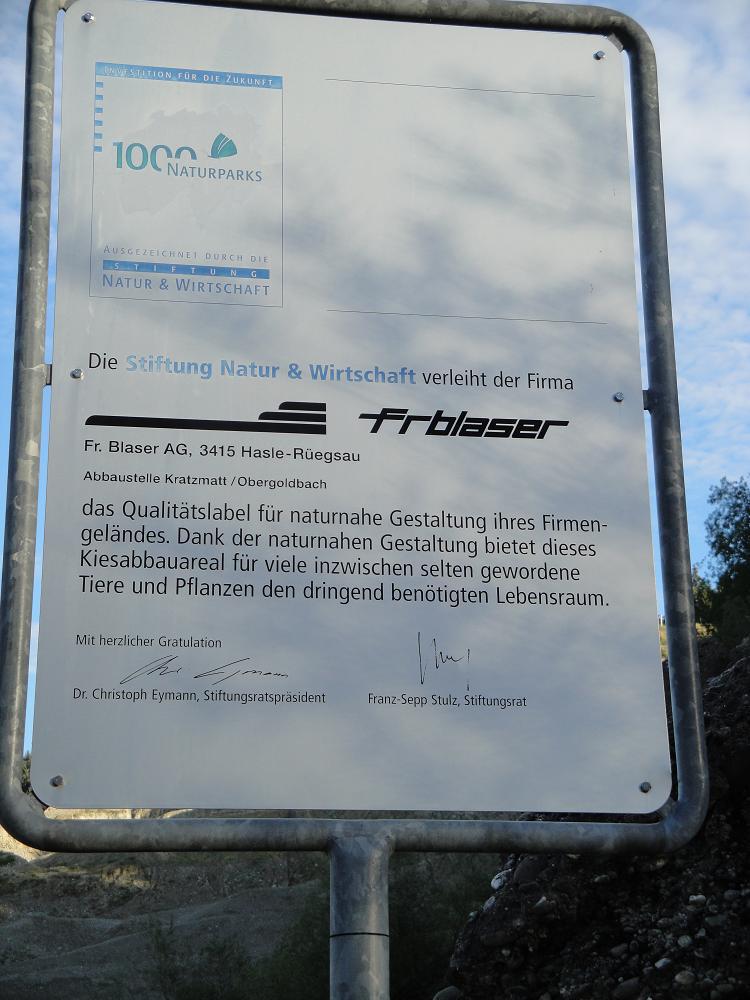 INVESTITION FÜR DIE ZUKUNFT
1000
NATURPARKS
AUSGEZEICHNET DURCH DIE
STIFTUNG
NATUR & WIRTSCHAFT
Die Stiftung Natur & Wirtschaft verleiht der Firma
frblaser
Fr. Blaser AG, 3415 Hasle-Rüegsau
Abbaustelle Kratzmatt /Obergoldbach
das Qualitätslabel für naturnahe Gestaltung ihres Firmen-
geländes. Dank der naturnahen Gestaltung bietet dieses
Kiesabbauareal für viele inzwischen selten gewordene
Tiere und Pflanzen den dringend benötigten Lebensraum.
Mit herzlicher Gratulation
Dr. Christoph Eymann, Stiftungsratspräsident
Franz-Sepp Stulz, Stiftungsrat